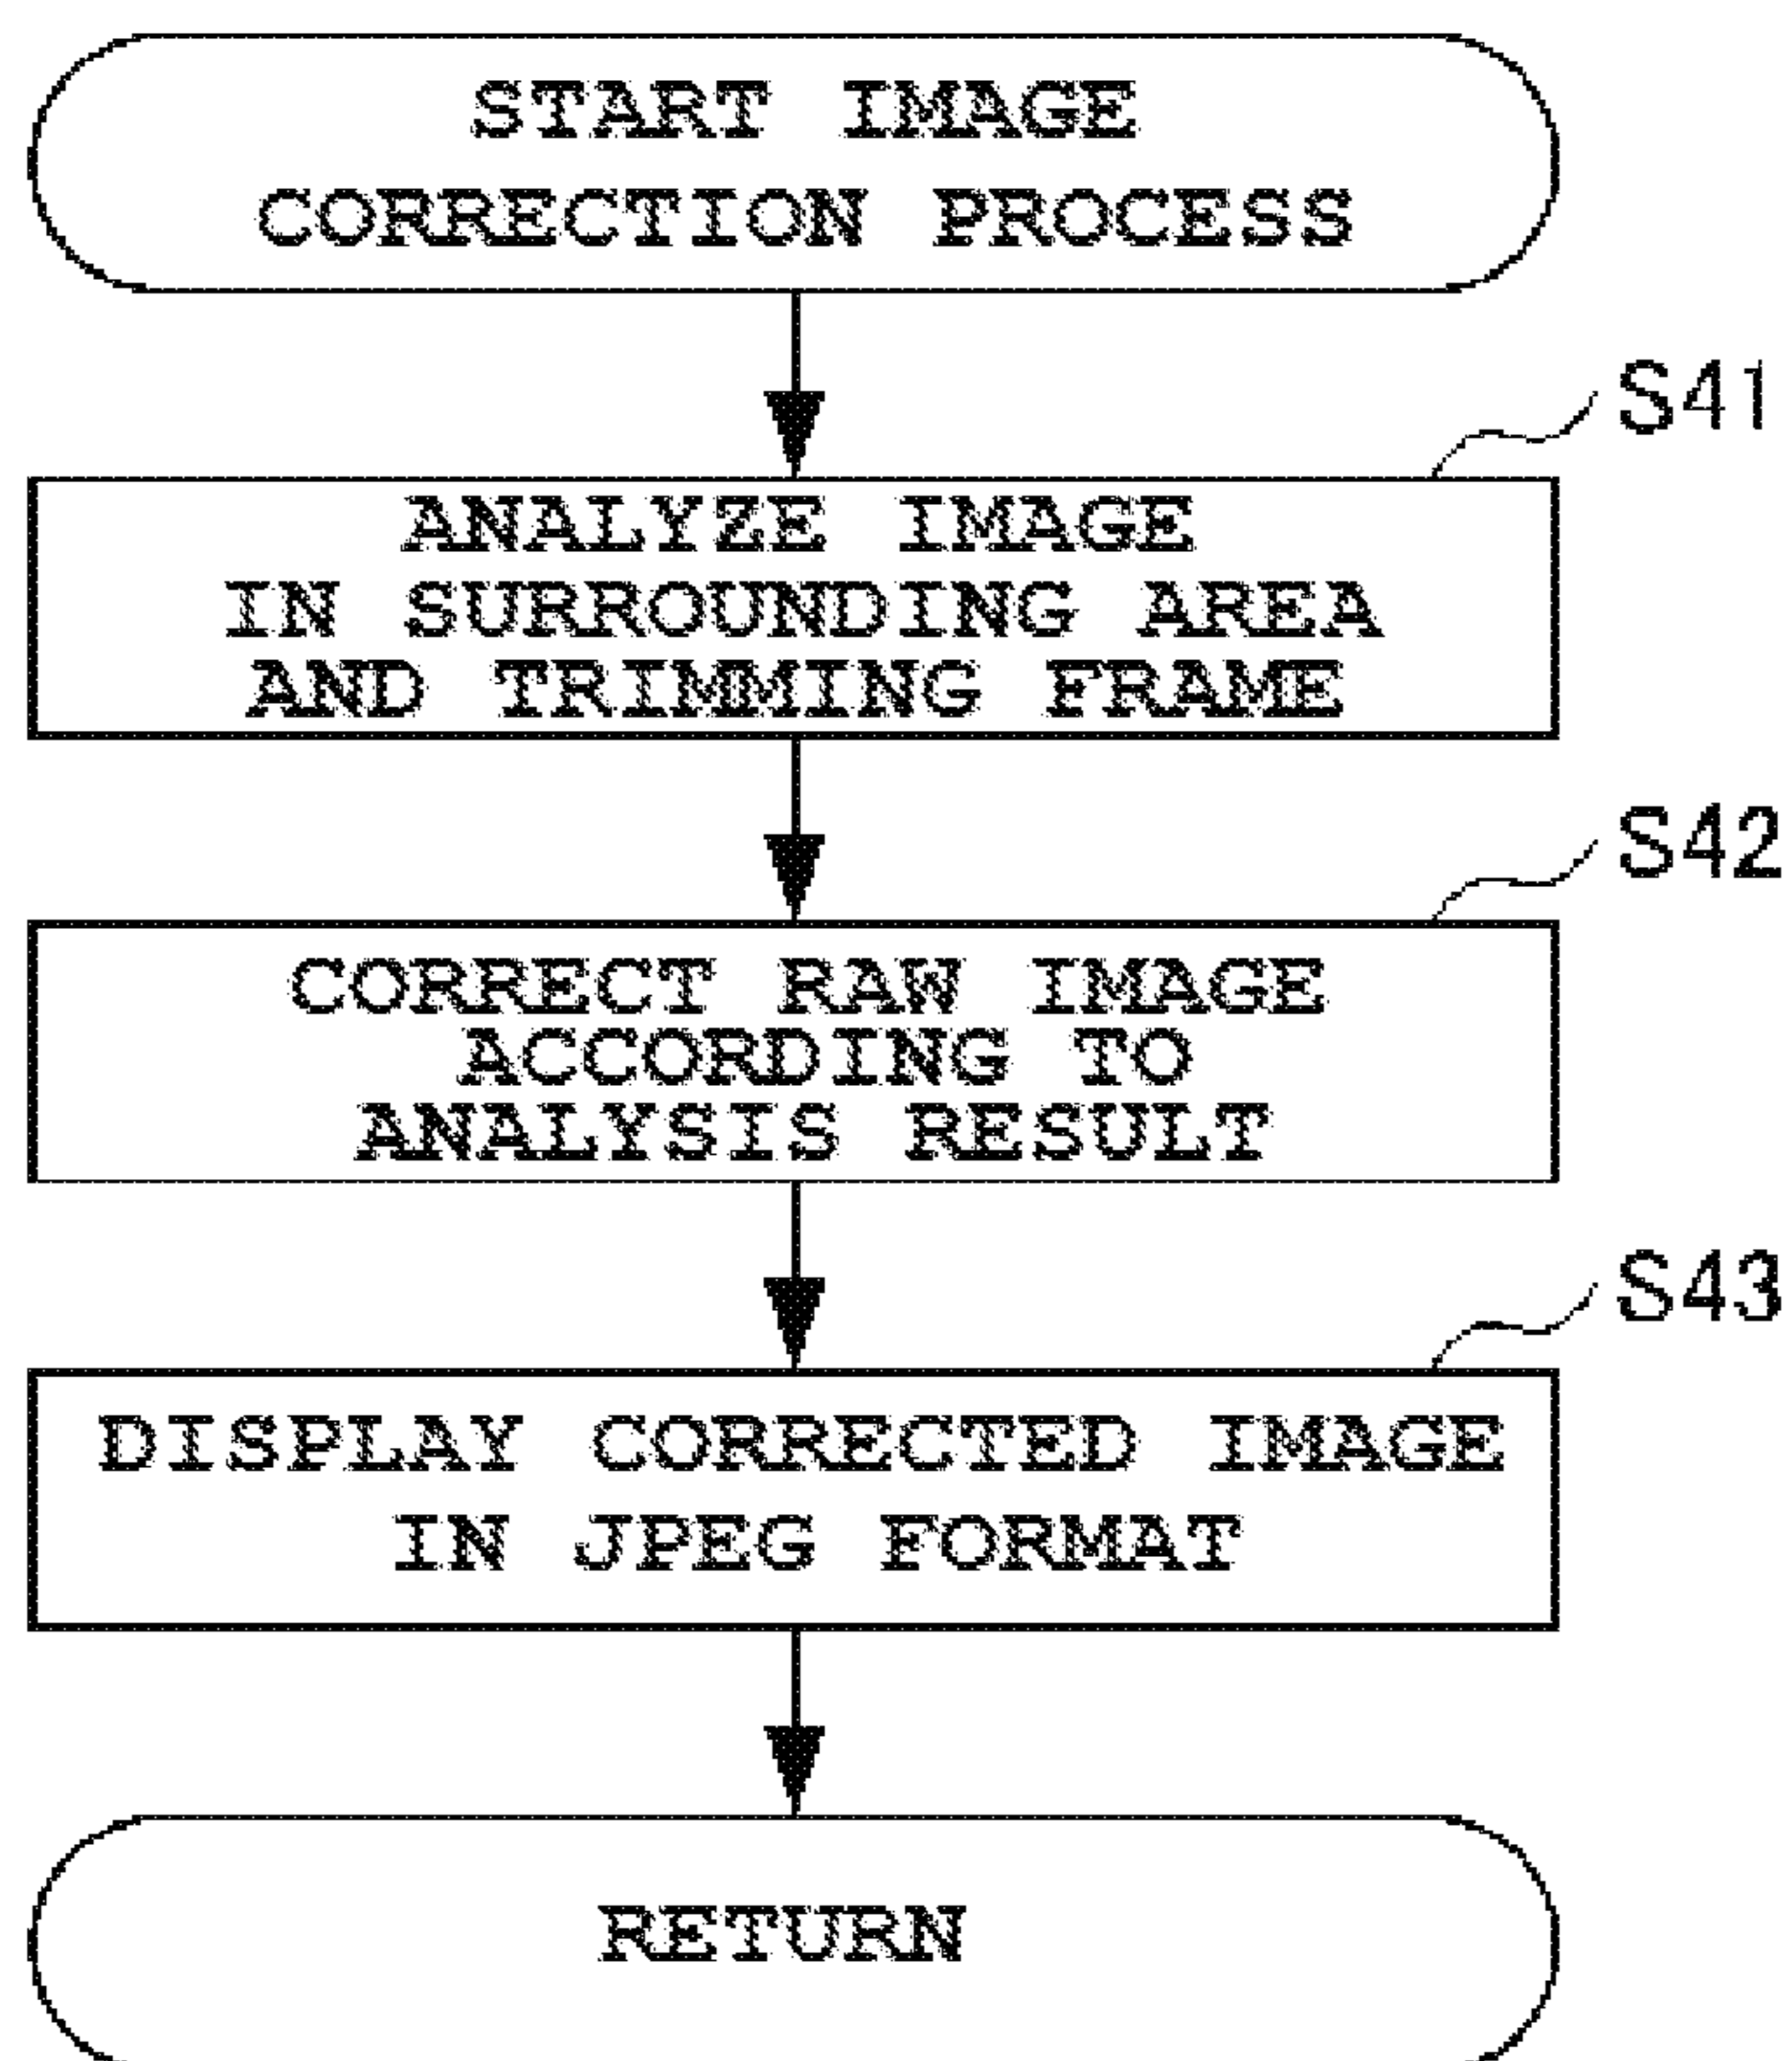 START IMAGE
CORRECTION PROCESS
S41
ANALYZE IMAGE
IN SURROUNDING AREA
AND TRIMMING FRAME
S42
CORRECT RAW IMAGE
ACCORDING TO
ANALYSIS RESULT
S43
DISPLAY CORRECTED IMAGE
IN JPEG FORMAT
RETURN